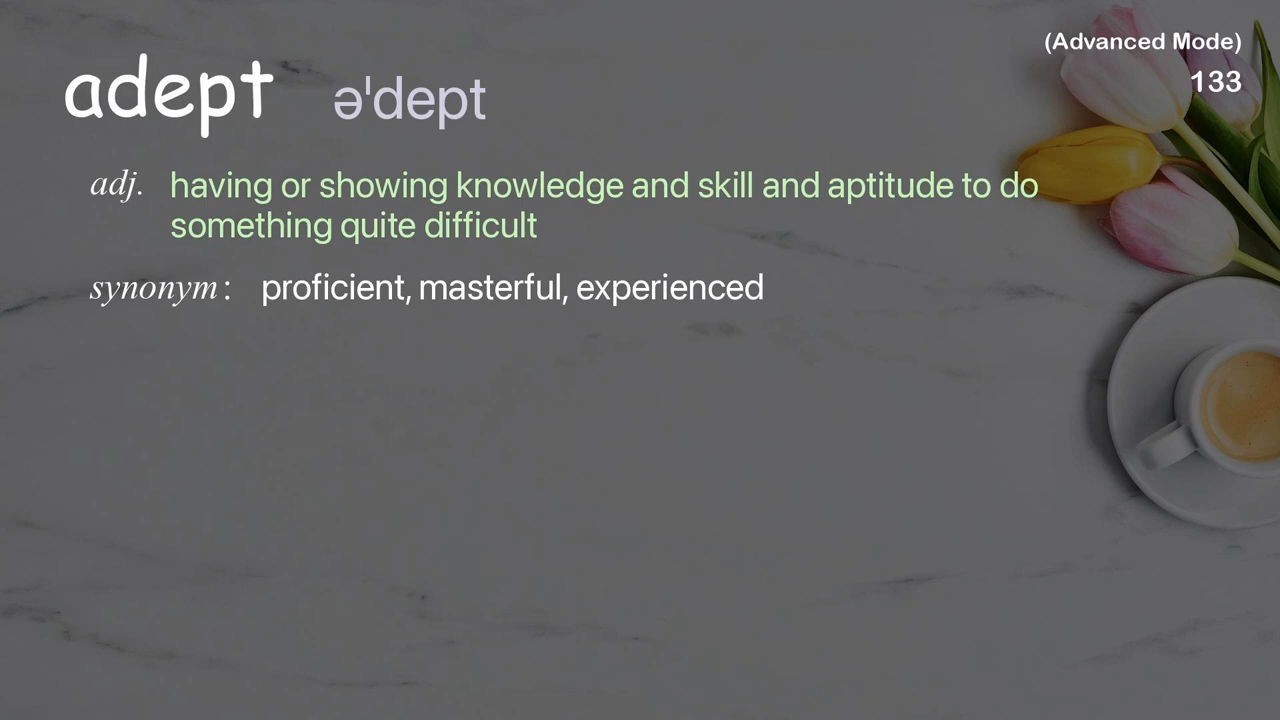 (Advanced Mode)
133
adept əˈdept
adj. having or showing knowledge and skill and aptitude to do
something quite difficult
synonym : proficient, masterful, experienced